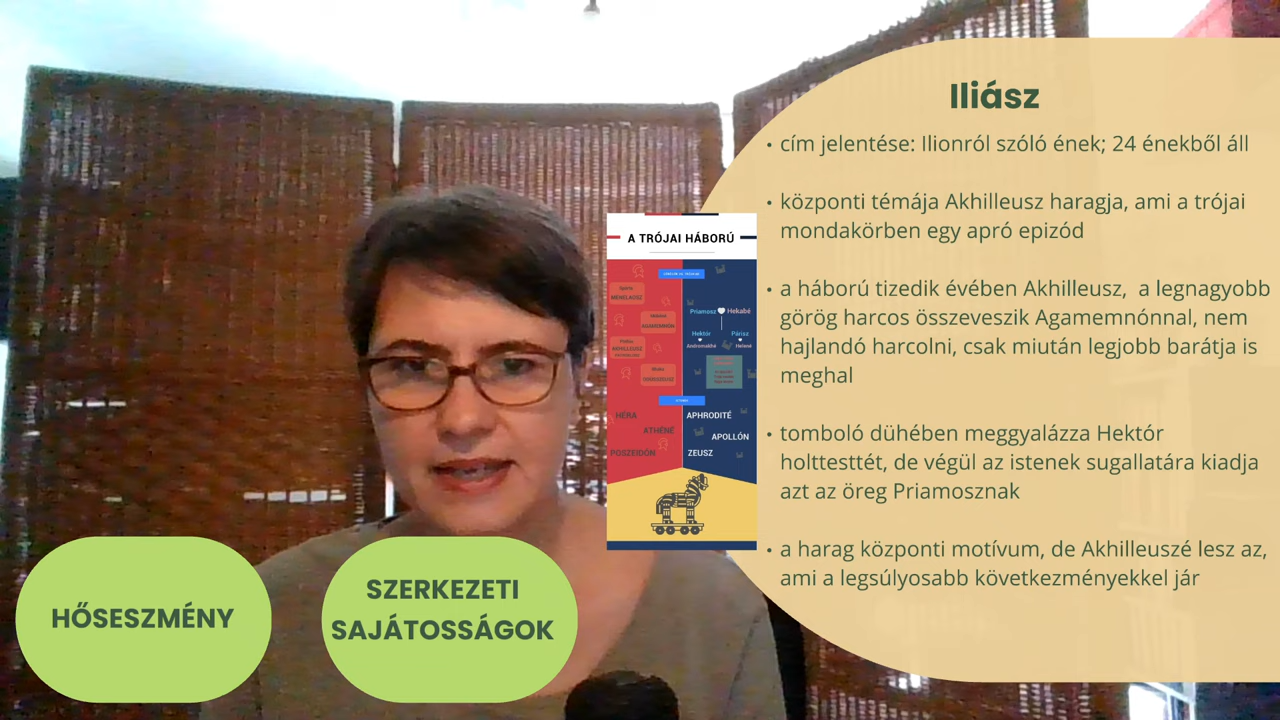 Iliász
• cím jelentése: Ilionról szóló ének; 24 énekből áll
• központi témája Akhilleusz haragja, ami a trójai
mondakörben egy apró epizód
• a háború tizedik évében Akhilleusz, a legnagyobb
görög harcos összeveszik Agamemnónnal, nem
hajlandó harcolni, csak miután legjobb barátja is
meghal
• tomboló dühében meggyalázza Hektór
holttesttét, de végül az istenek sugallatára kiadja
azt az öreg Priamosznak
• a harag központi motívum, de Akhilleuszé lesz az,
ami a legsúlyosabb következményekkel jár
A TRÓJAI HÁBORÚ
MENELAOSZ
Priamosz Hekabé
Hektór Párisz
Andromakhé Helené
HÉRA
ATHÉNÉ
POSZEIDÓN
APHRODITÉ
APOLLÓN
ZEUSZ
HŐSESZMÉNY
SZERKEZETI
SAJÁTOSSÁGOK